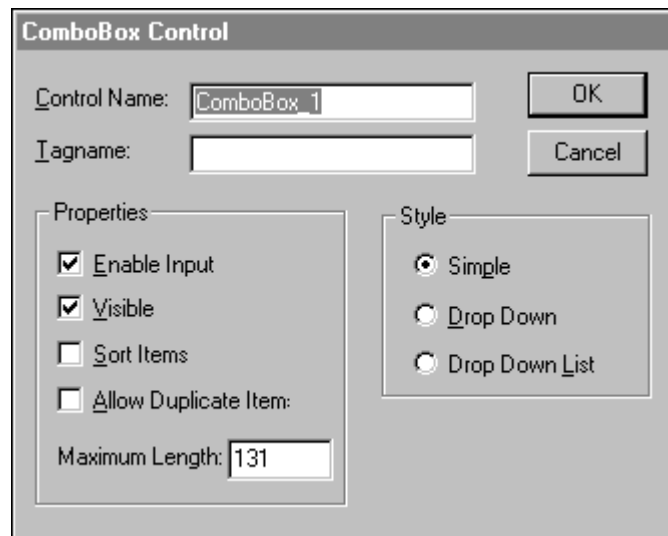 ComboBox Control
Control Name: ComboBox_1
OK
Tagname:
Cancel
Properties
Enable Input
Visible
Sort Items
Allow Duplicate Item:
Maximum Length: 131
Style
Simple
Drop Down
Drop Down List